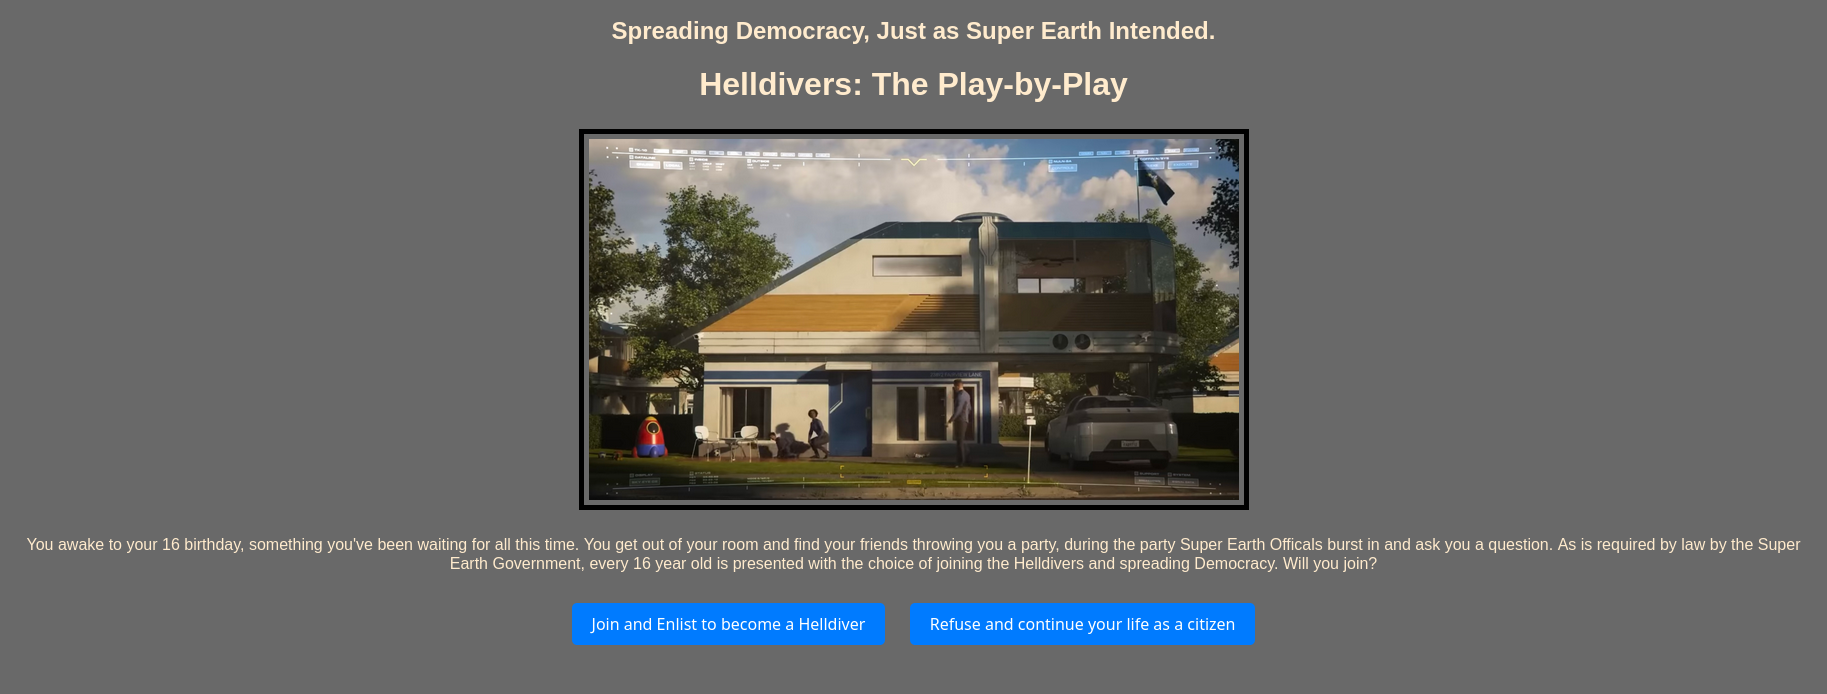 Spreading Democracy, Just as Super Earth Intended.
Helldivers: The Play-by-Play
You awake to your 16 birthday, something you've been waiting for all this time. You get out of your room and find your friends throwing you a party, during the party Super Earth Officals burst in and ask you a question. As is required by law by the Super
Earth Government, every 16 year old is presented with the choice of joining the Helldivers and spreading Democracy. Will you join?
Join and Enlist to become a Helldiver
Refuse and continue your life as a citizen